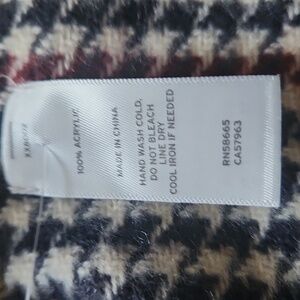 100% ACRYLIC
MADE IN CHINA
HAND WASH COLD,
DO NOT BLEACH
LINE DRY
COOL IRON IF NEEDED
RN58665
CA57963